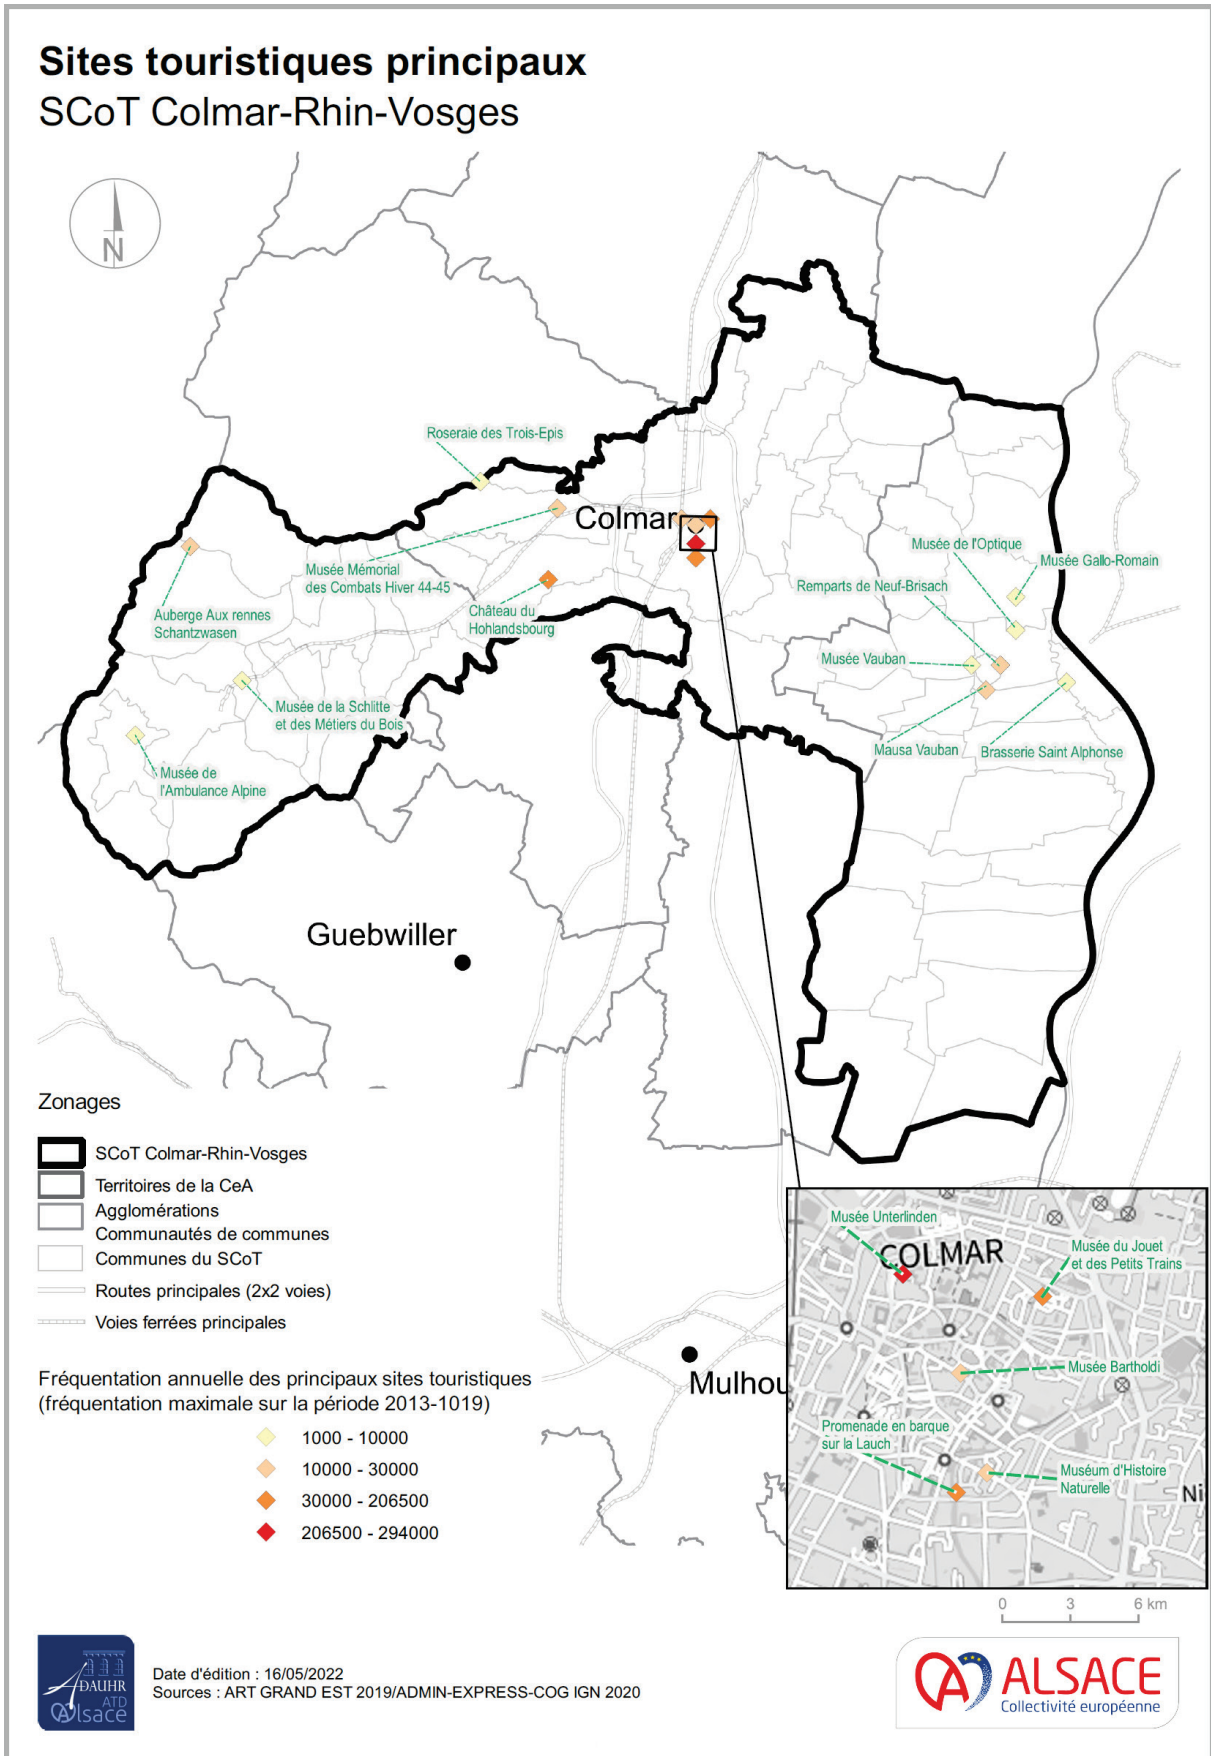 Sites touristiques principaux
SCoT Colmar-Rhin-Vosges
N
Roseraie des Trois-Epis
Colmar
Musée de l'Optique
Musée Gallo-Romain
Musée Mémorial
des Combats Hiver 44-45
Remparts de Neuf-Brisach
Auberge Aux rennes
Schantzwasen
Château du
Hohlandsbourg
Musée Vauban
Musée de la Schlitte
et des Métiers du Bois
Mausa Vauban
Brasserie Saint Alphonse
Musée de
l'Ambulance Alpine
Guebwiller
Zonages
SCoT Colmar-Rhin-Vosges
Territoires de la CeA
Agglomérations
Communautés de communes
Communes du SCoT
Routes principales (2x2 voies)
Voies ferrées principales
Mulhou
Fréquentation annuelle des principaux sites touristiques
(fréquentation maximale sur la période 2013-1019)
1000 - 10000
10000 - 30000
30000 - 206500
206500 - 294000
Musée Unterlinden
COLMAR
Musée du Jouet
et des Petits Trains
Musée Bartholdi
Promenade en barque
sur la Lauch
Muséum d'Histoire
Naturelle
Ni
0 3 6 km
ADAUHR
ATD
Alsace
Date d'édition : 16/05/2022
Sources : ART GRAND EST 2019/ADMIN-EXPRESS-COG IGN 2020
ALSACE
Collectivité européenne